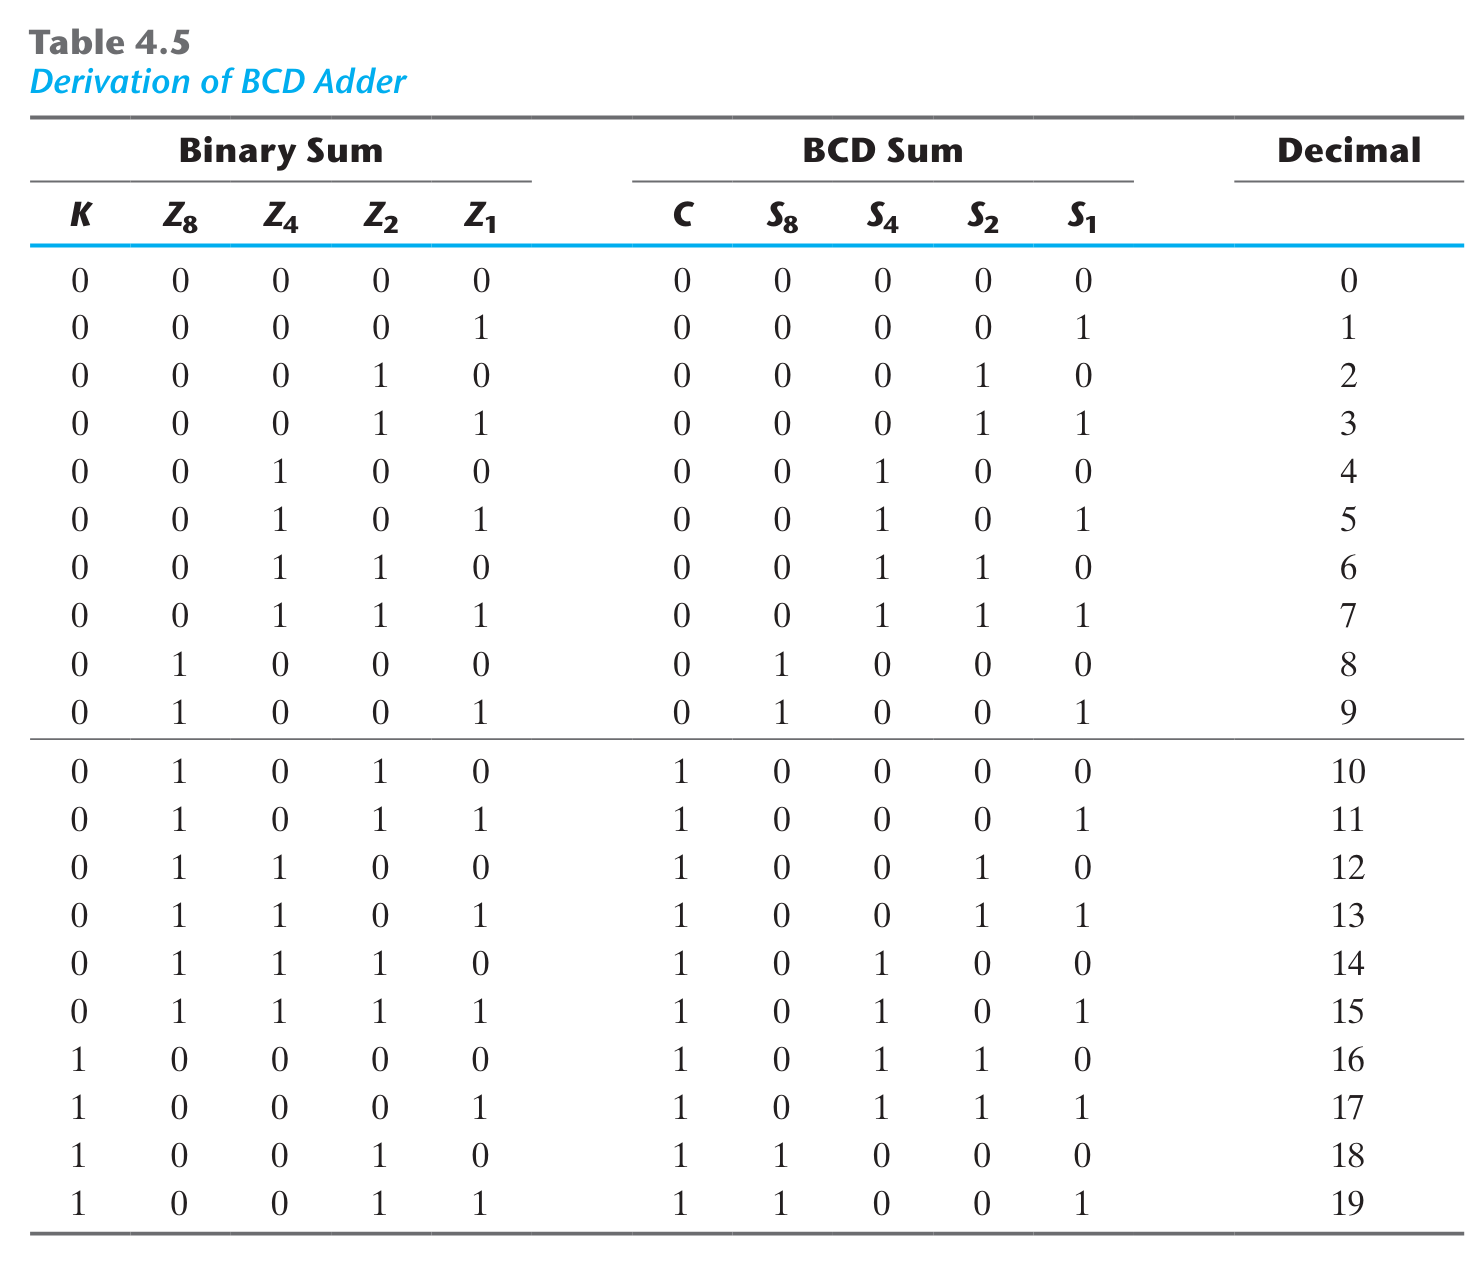 Table 4.5
Derivation of BCD Adder
Binary Sum BCD Sum Decimal
K Z8 Z4 Z2 Z1 C S8 S4 S2 S1
0 0 0 0 0 0 0 0 0 0 0
0 0 0 0 1 0 0 0 0 1 1
0 0 0 1 0 0 0 0 1 0 2
0 0 0 1 1 0 0 0 1 1 3
0 0 1 0 0 0 0 1 0 0 4
0 0 1 0 1 0 0 1 0 1 5
0 0 1 1 0 0 0 1 1 0 6
0 0 1 1 1 0 0 1 1 1 7
0 1 0 0 0 0 1 0 0 0 8
0 1 0 0 1 0 1 0 0 1 9
0 1 0 1 0 1 0 0 0 0 10
0 1 0 1 1 1 0 0 0 1 11
0 1 1 0 0 1 0 0 1 0 12
0 1 1 0 1 1 0 0 1 1 13
0 1 1 1 0 1 0 1 0 0 14
0 1 1 1 1 1 0 1 0 1 15
1 0 0 0 0 1 0 1 1 0 16
1 0 0 0 1 1 0 1 1 1 17
1 0 0 1 0 1 1 0 0 0 18
1 0 0 1 1 1 1 0 0 1 19